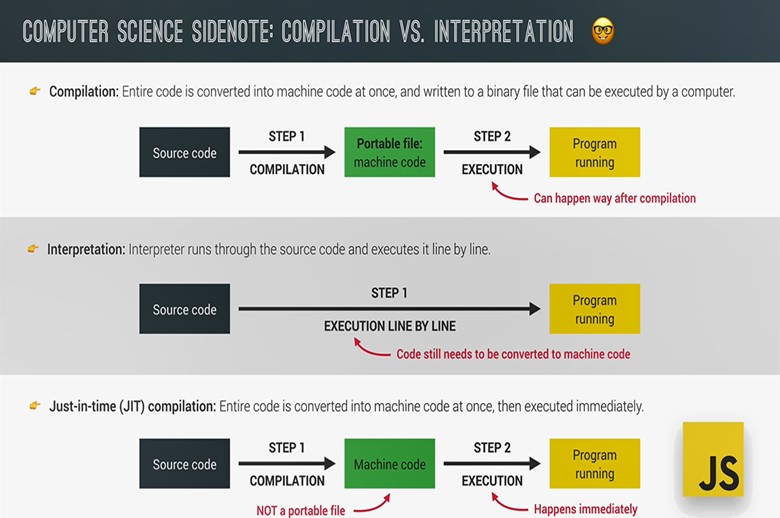 COMPUTER SCIENCE SIDENOTE: COMPILATION VS. INTERPRETATION
Compilation: Entire code is converted into machine code at once, and written to a binary file that can be executed by a computer.
Source code
STEP 1
COMPILATION
Portable file:
machine code
STEP 2
EXECUTION
Program
running
Can happen way after compilation
Interpretation: Interpreter runs through the source code and executes it line by line.
Source code
STEP 1
EXECUTION LINE BY LINE
Program
running
Code still needs to be converted to machine code
Just-in-time (JIT) compilation: Entire code is converted into machine code at once, then executed immediately.
Source code
STEP 1
COMPILATION
Machine code
STEP 2
EXECUTION
Program
running
NOT a portable file
Happens immediately
JS